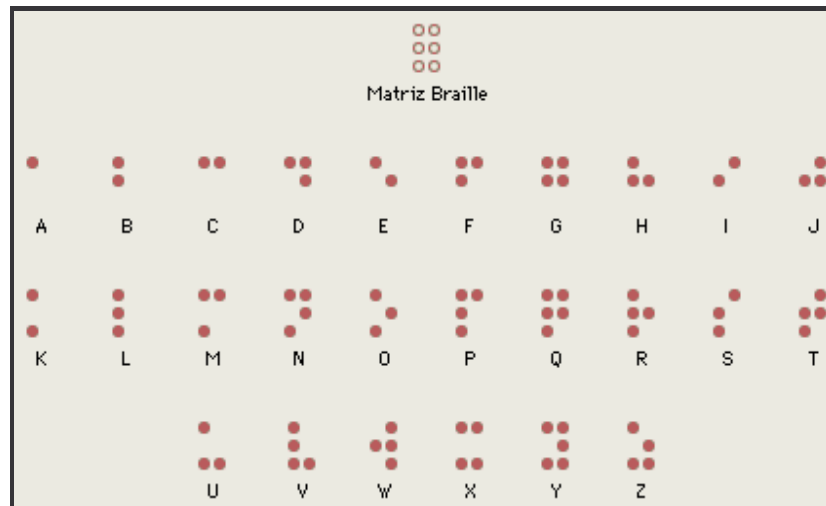 Matriz Braille
A B C D E F G H I J
K L M N O P Q R S T
U V W X Y Z